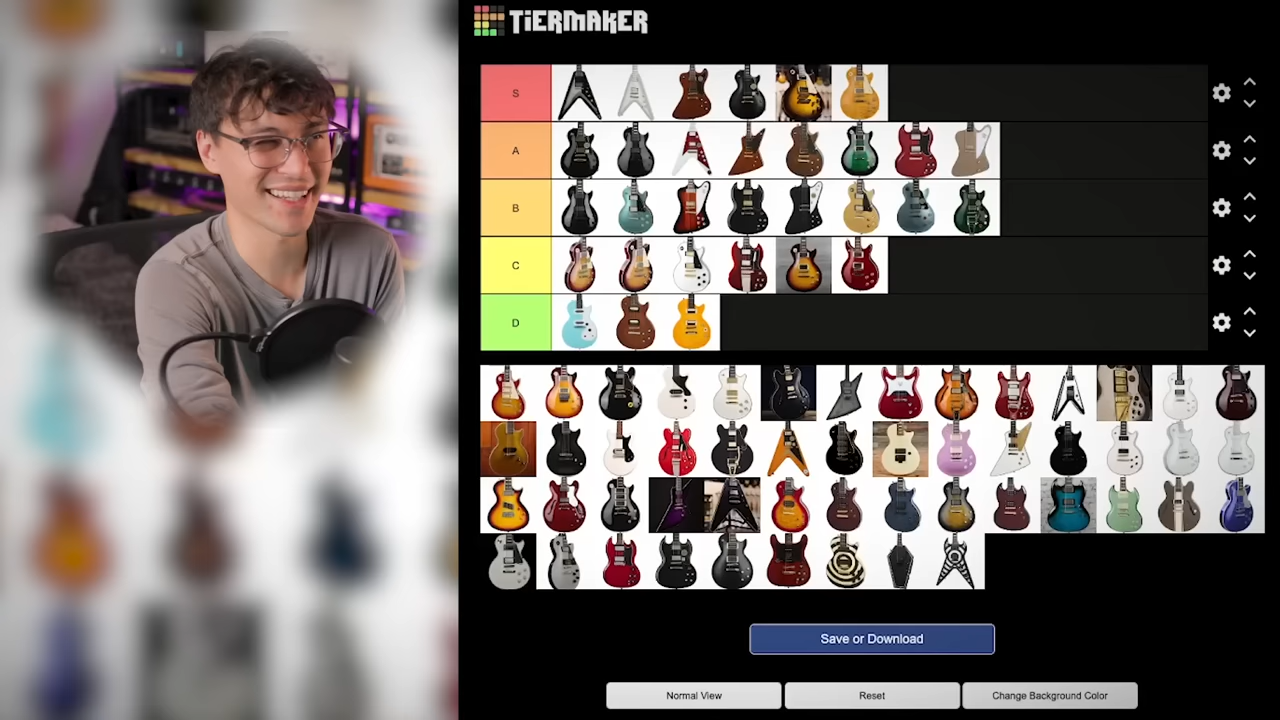 TiERMAKER
S
A
B
C
D
Save or Download
Normal View
Reset
Change Background Color